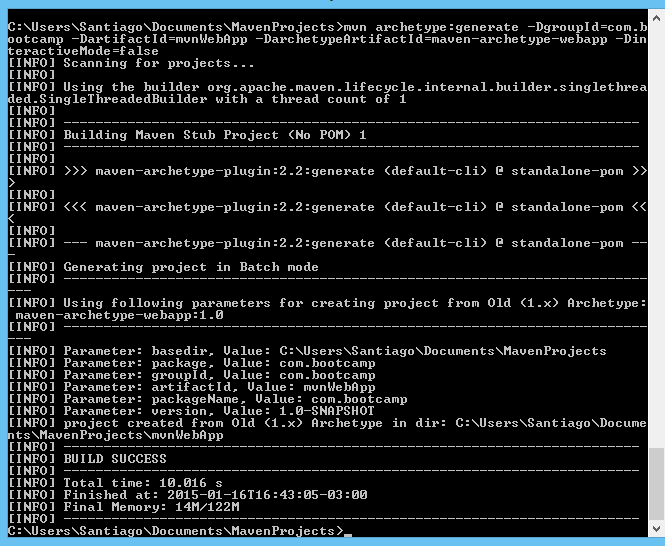 C:\Users\Santiago\Documents\MavenProjects>mvn archetype:generate -DgroupId=com.b
ootcamp -DartifactId=mvnWebApp -DarchetypeArtifactId=maven-archetype-webapp -Din
teractiveMode=false
[INFO] Scanning for projects...
[INFO]
[INFO] Using the builder org.apache.maven.lifecycle.internal.builder.singlethrea
ded.SingleThreadedBuilder with a thread count of 1
[INFO]
[INFO] ------------------------------------------------------------------------
[INFO] Building Maven Stub Project (No POM) 1
[INFO] ------------------------------------------------------------------------
[INFO]
[INFO] >>> maven-archetype-plugin:2.2:generate (default-cli) @ standalone-pom >>
>
[INFO]
[INFO] <<< maven-archetype-plugin:2.2:generate (default-cli) @ standalone-pom <<
<
[INFO]
[INFO] --- maven-archetype-plugin:2.2:generate (default-cli) @ standalone-pom --
-
[INFO] Generating project in Batch mode
[INFO] -------------------------------------------------------------------------
---
[INFO] Using following parameters for creating project from Old (1.x) Archetype:
 maven-archetype-webapp:1.0
[INFO] -------------------------------------------------------------------------
---
[INFO] Parameter: basedir, Value: C:\Users\Santiago\Documents\MavenProjects
[INFO] Parameter: package, Value: com.bootcamp
[INFO] Parameter: groupId, Value: com.bootcamp
[INFO] Parameter: artifactId, Value: mvnWebApp
[INFO] Parameter: packageName, Value: com.bootcamp
[INFO] Parameter: version, Value: 1.0-SNAPSHOT
[INFO] project created from Old (1.x) Archetype in dir: C:\Users\Santiago\Docume
nts\MavenProjects\mvnWebApp
[INFO] ------------------------------------------------------------------------
[INFO] BUILD SUCCESS
[INFO] ------------------------------------------------------------------------
[INFO] Total time: 10.016 s
[INFO] Finished at: 2015-01-16T16:43:05-03:00
[INFO] Final Memory: 14M/122M
[INFO] ------------------------------------------------------------------------
C:\Users\Santiago\Documents\MavenProjects>_